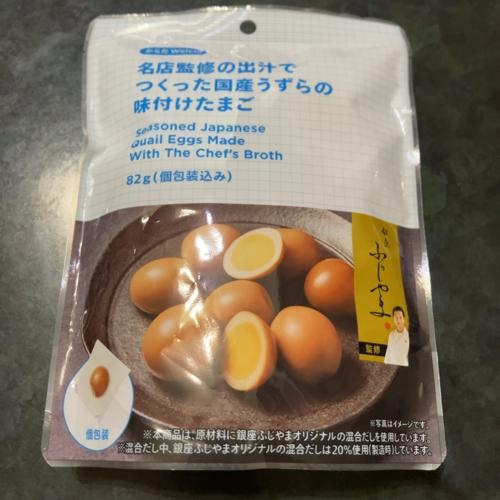 からだ Welcia
名店監修の出汁で
つくった国産うずらの
味付けたまご
Seasoned Japanese
Quail Eggs Made
With The Chef's Broth
82g(個包装込み)
銀座
ふじやま
監修
個包装
※写真はイメージです。
※本商品は、原材料に銀座ふじやまオリジナルの混合だしを使用しています。
※混合だし中、銀座ふじやまオリジナルの混合だしは20%使用(製造時)しています。